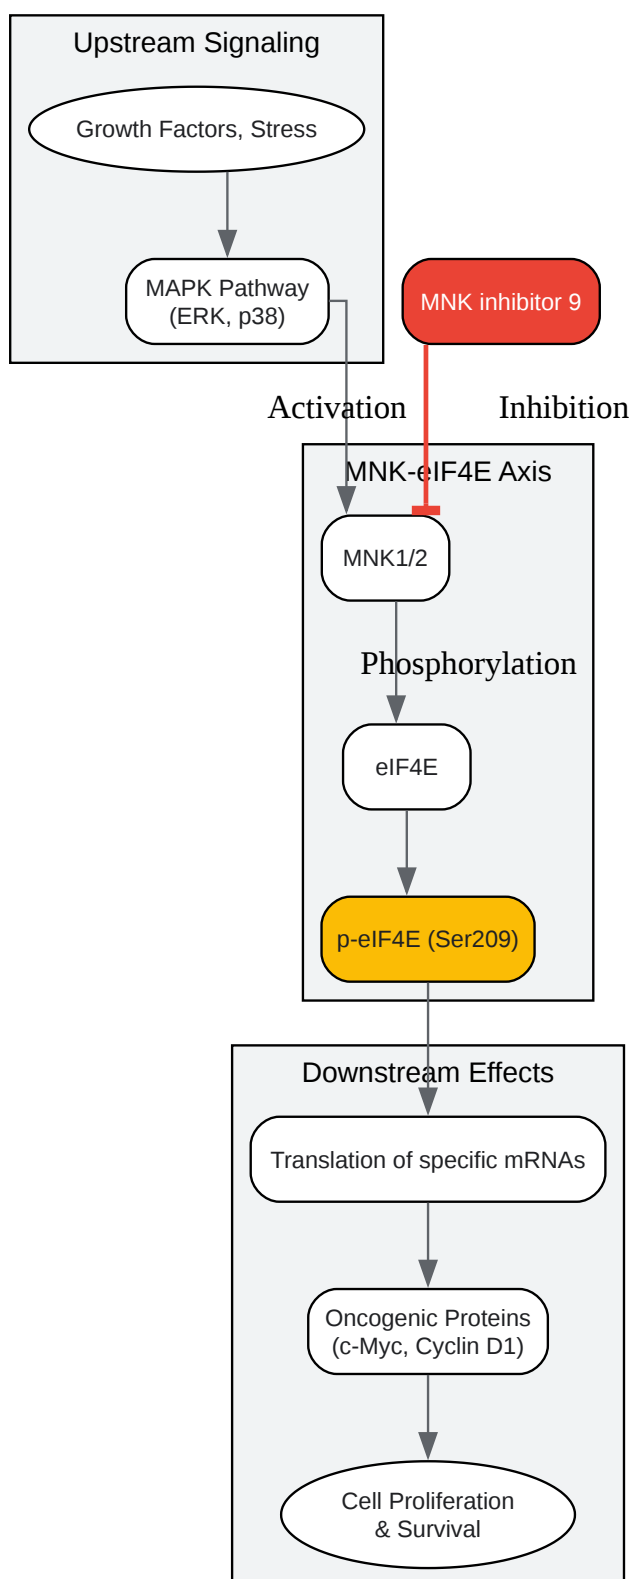 Upstream Signaling
Growth Factors, Stress
MAPK Pathway
(ERK, p38)
MNK inhibitor 9
Activation
Inhibition
MNK-eIF4E Axis
MNK1/2
Phosphorylation
eIF4E
p-eIF4E (Ser209)
Downstream Effects
Translation of specific mRNAs
Oncogenic Proteins
(c-Myc, Cyclin D1)
Cell Proliferation
& Survival